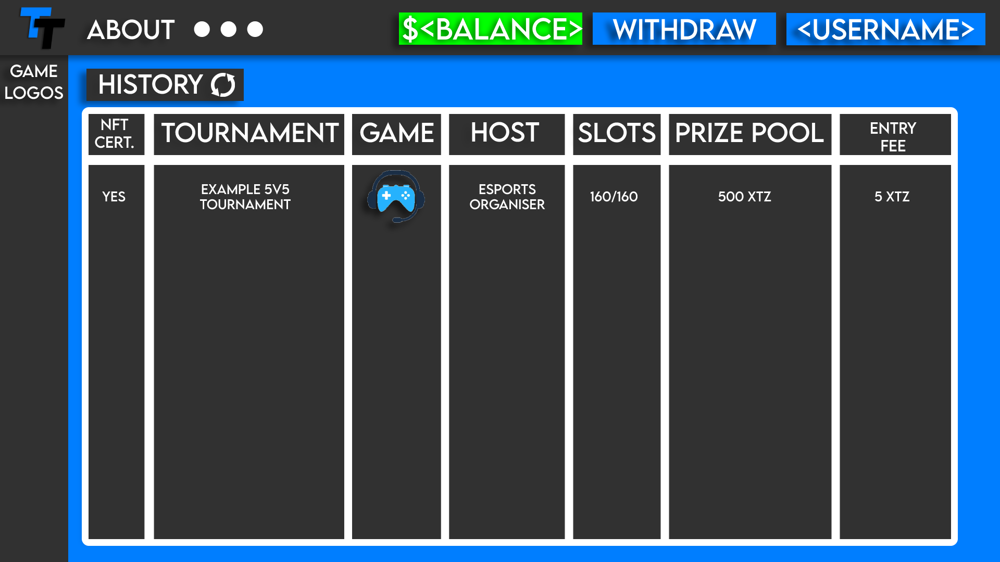 TT
ABOUT
$<BALANCE>
WITHDRAW
<USERNAME>
GAME
LOGOS
HISTORY
NFT
CERT.
TOURNAMENT
GAME
HOST
SLOTS
PRIZE POOL
ENTRY
FEE
YES
EXAMPLE 5V5
TOURNAMENT
ESPORTS
ORGANISER
160/160
500 XTZ
5 XTZ